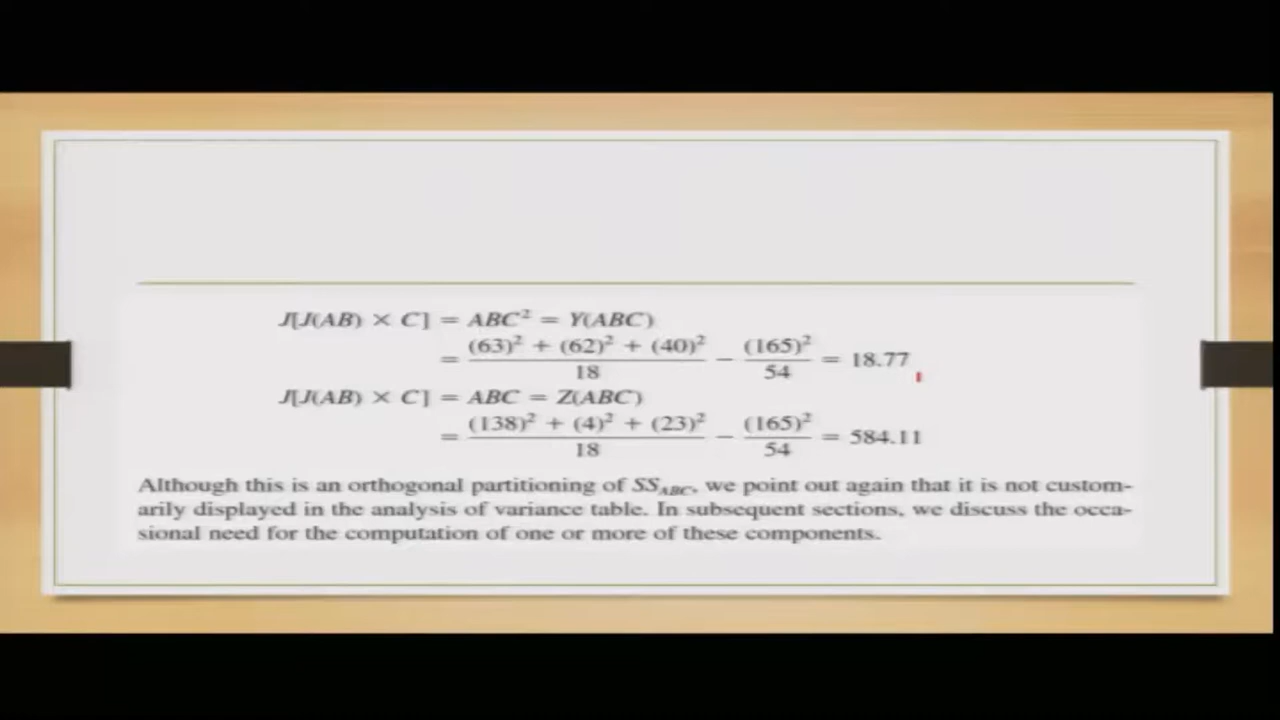 J[J(AB) × C] = ABC² = Y(ABC)
= (63)² + (62)² + (40)² / 18 − (165)² / 54 = 18.77
J[J(AB) × C] = ABC = Z(ABC)
= (138)² + (4)² + (23)² / 18 − (165)² / 54 = 584.11
Although this is an orthogonal partitioning of SS_ABC, we point out again that it is not custom-
arily displayed in the analysis of variance table. In subsequent sections, we discuss the occa-
sional need for the computation of one or more of these components.